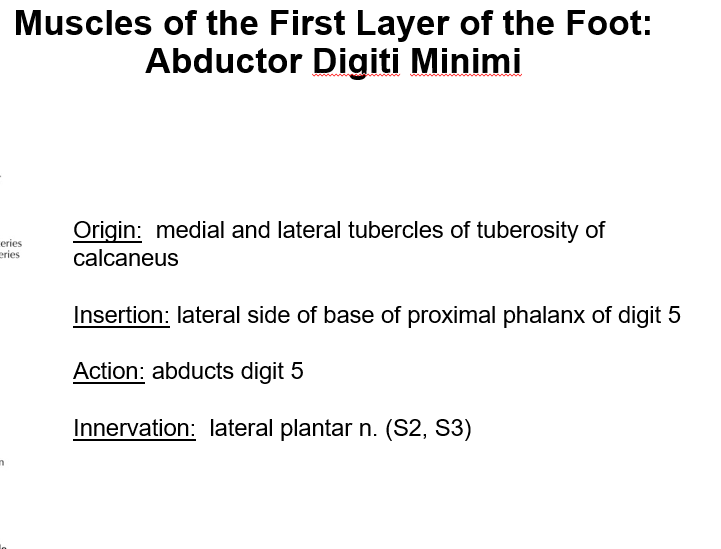 Muscles of the First Layer of the Foot:
Abductor Digiti Minimi
eries
eries
Origin: medial and lateral tubercles of tuberosity of
calcaneus
Insertion: lateral side of base of proximal phalanx of digit 5
Action: abducts digit 5
Innervation: lateral plantar n. (S2, S3)
n